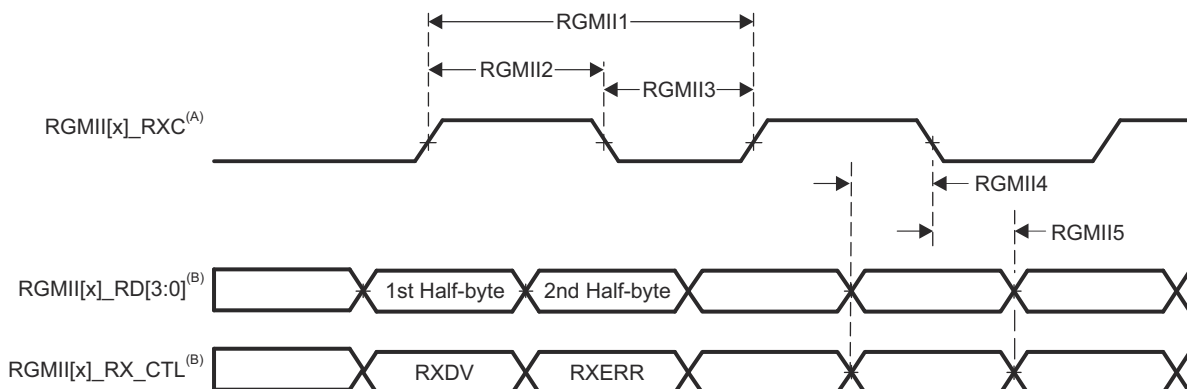 RGMII1
RGMII2
RGMII3
RGMII[x]_RXC(A)
RGMII4
RGMII5
RGMII[x]_RD[3:0](B)
1st Half-byte
2nd Half-byte
RGMII[x]_RX_CTL(B)
RXDV
RXERR